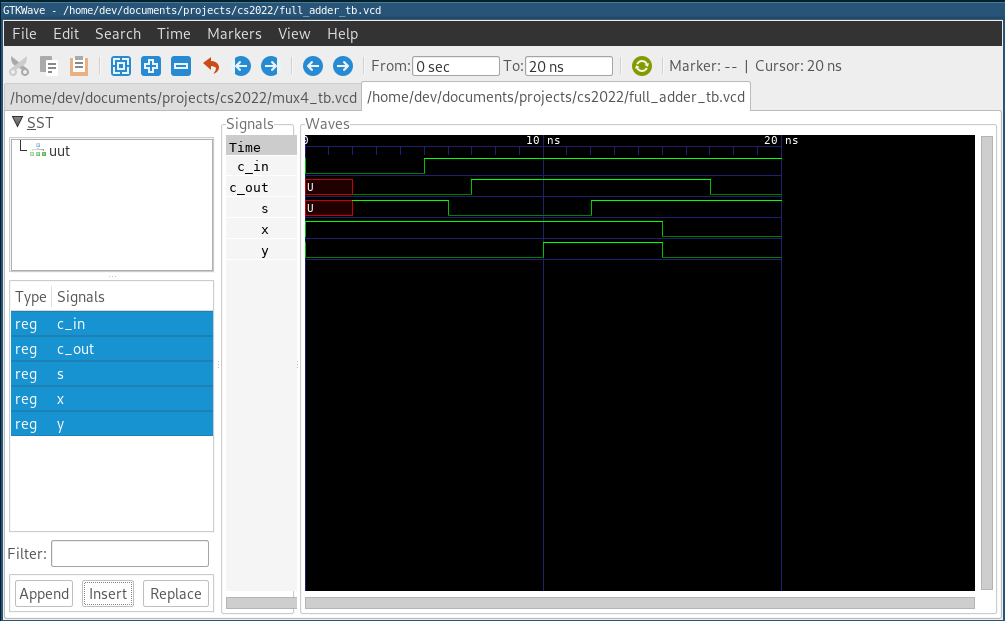 GTKWave - /home/dev/documents/projects/cs2022/full_adder_tb.vcd
File Edit Search Time Markers View Help
From: 0 sec To: 20 ns Marker: -- | Cursor: 20 ns
/home/dev/documents/projects/cs2022/mux4_tb.vcd /home/dev/documents/projects/cs2022/full_adder_tb.vcd
SST
uut
Type Signals
reg c_in
reg c_out
reg s
reg x
reg y
Filter:
Append Insert Replace
Signals
Time
c_in
c_out
s
x
y
Waves
0 10 ns 20 ns
U
U